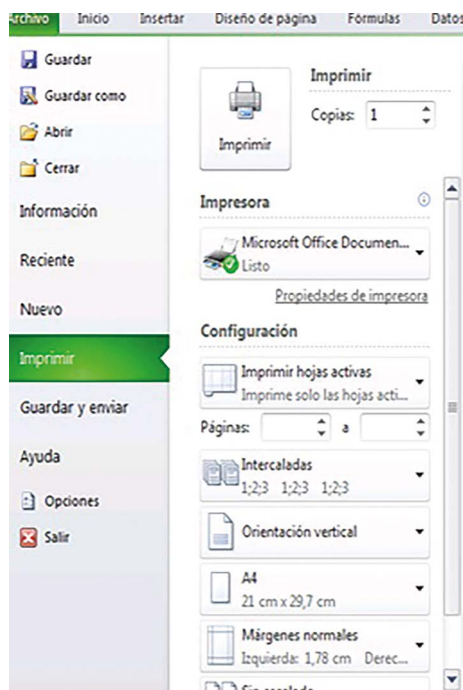 Archivo Inicio Insertar Diseño de página Fórmulas Datos
Guardar
Guardar como
Abrir
Cerrar
Información
Reciente
Nuevo
Imprimir
Guardar y enviar
Ayuda
Opciones
Salir
Imprimir
Imprimir
Copias: 1
Impresora
Microsoft Office Documen...
Listo
Propiedades de impresora
Configuración
Imprimir hojas activas
Imprime solo las hojas acti...
Páginas: a
Intercaladas
1;2;3 1;2;3 1;2;3
Orientación vertical
A4
21 cm x 29,7 cm
Márgenes normales
Izquierda: 1,78 cm Derec...
Sin escalado